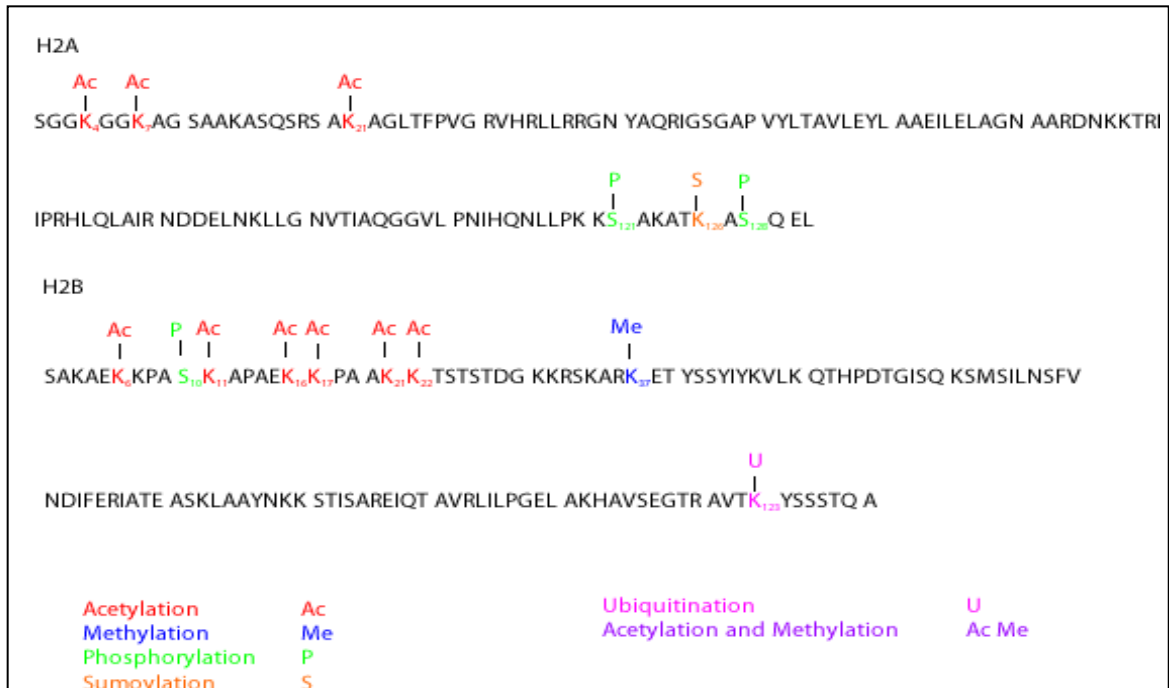 H2A
Ac Ac Ac
SGGK4GGK7AG SAAKASQSRS AK21AGLTFPVG RVHRLLRRGN YAQRIGSGAP VYLTAVLEYL AAEILELAGN AARDNKKTRI
P S P
IPRHLQLAIR NDDELNKLLG NVTIAQGGVL PNIHQNLLPK KS121AKATK126AS128Q EL
H2B
Ac P Ac Ac Ac Ac Ac Me
SAKAEK6KPA S10K11APAEK16K17PA AK21K22TSTSTDG KKRSKARK37ET YSSYIYKVLK QTHPDTGISQ KSMSILNSFV
U
NDIFERIATE ASKLAAYNKK STISAREIQT AVRLILPGEL AKHAVSEGTR AVTK123YSSSTQ A
Acetylation Ac Ubiquitination U
Methylation Me Acetylation and Methylation Ac Me
Phosphorylation P
Sumoylation S